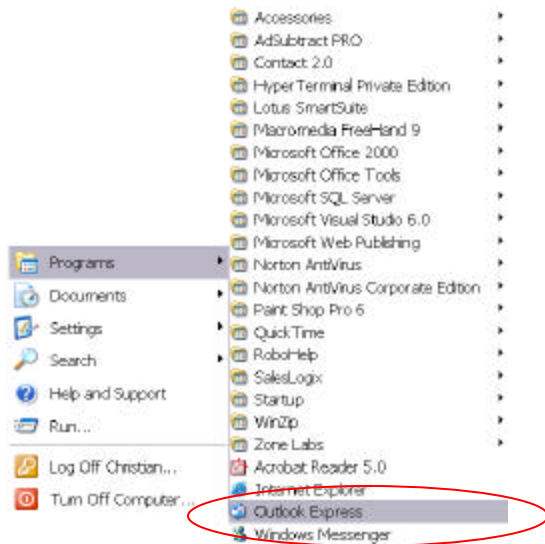 Accessories
AdSubtract PRO
Contact 2.0
HyperTerminal Private Edition
Lotus SmartSuite
Macromedia FreeHand 9
Microsoft Office 2000
Microsoft Office Tools
Microsoft SQL Server
Microsoft Visual Studio 6.0
Microsoft Web Publishing
Norton AntiVirus
Norton AntiVirus Corporate Edition
Paint Shop Pro 6
QuickTime
RoboHelp
SalesLogix
Startup
WinZip
Zone Labs
Acrobat Reader 5.0
Internet Explorer
Outlook Express
Windows Messenger
Programs
Documents
Settings
Search
Help and Support
Run...
Log Off Christian...
Turn Off Computer...